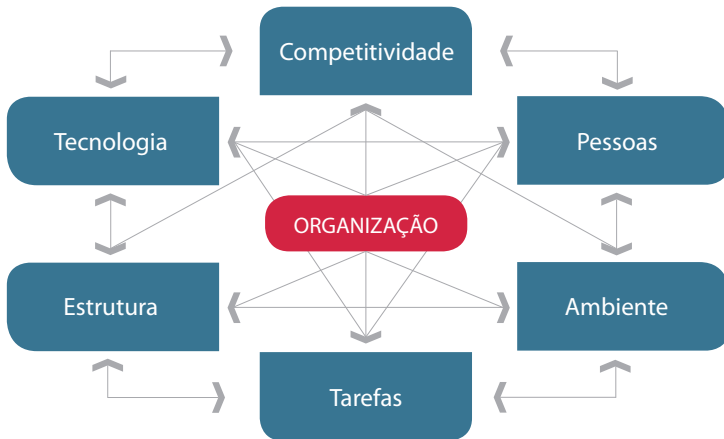 Competitividade
Tecnologia
Pessoas
ORGANIZAÇÃO
Estrutura
Ambiente
Tarefas